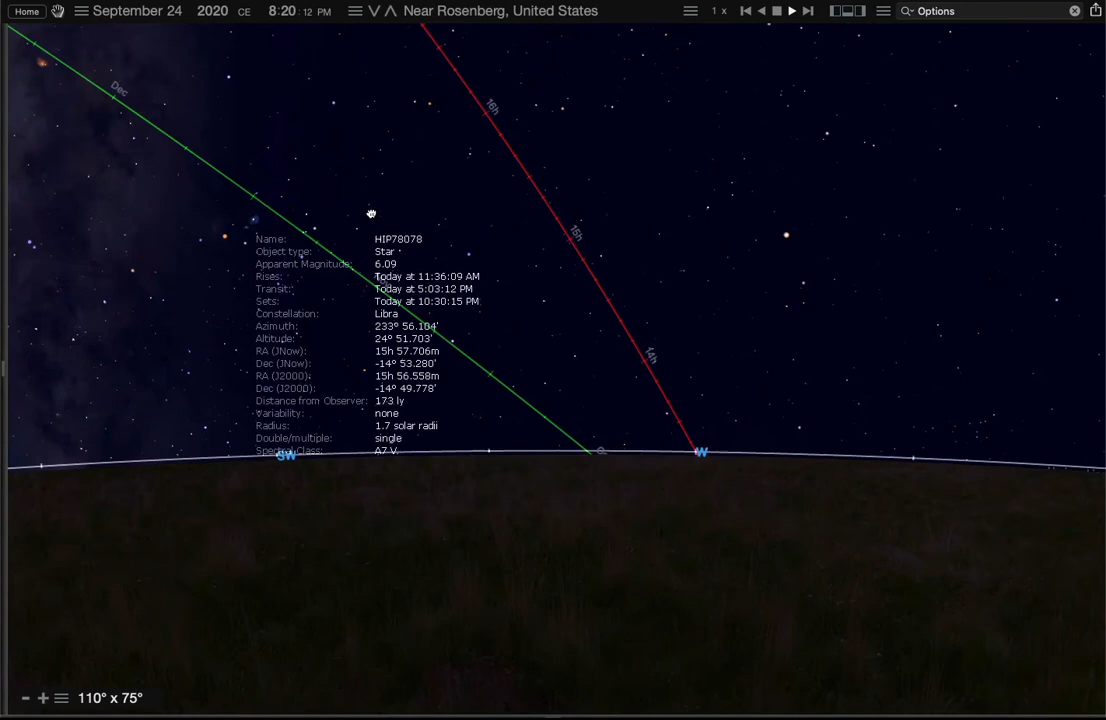 Home September 24 2020 CE 8:20:12 PM Near Rosenberg, United States 1 x Options
Dec
16h
15h
14h
Name: HIP78078
Object type: Star
Apparent Magnitude: 6.09
Rises: Today at 11:36:09 AM
Transit: Today at 5:03:12 PM
Sets: Today at 10:30:15 PM
Constellation: Libra
Azimuth: 233° 56.104'
Altitude: 24° 51.703'
RA (JNow): 15h 57.706m
Dec (JNow): -14° 53.280'
RA (J2000): 15h 56.558m
Dec (J2000): -14° 49.778'
Distance from Observer: 173 ly
Variability: none
Radius: 1.7 solar radii
Double/multiple: single
Spectral Class: A7 V
SW
W
110° x 75°